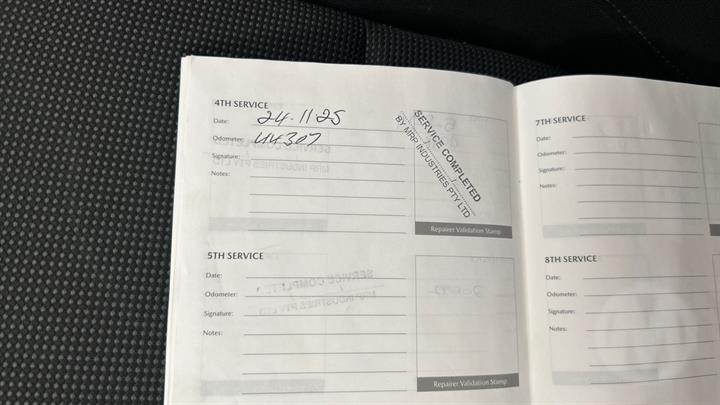 4TH SERVICE
Date: 24.11.25
Odometer: 44307
Signature:
Notes:
SERVICE COMPLETED
BY MRP INDUSTRIES PTY LTD
Repairer Validation Stamp
5TH SERVICE
Date:
Odometer:
Signature:
Notes:
Repairer Validation Stamp
7TH SERVICE
Date:
Odometer:
Signature:
Notes:
8TH SERVICE
Date:
Odometer:
Signature:
Notes: